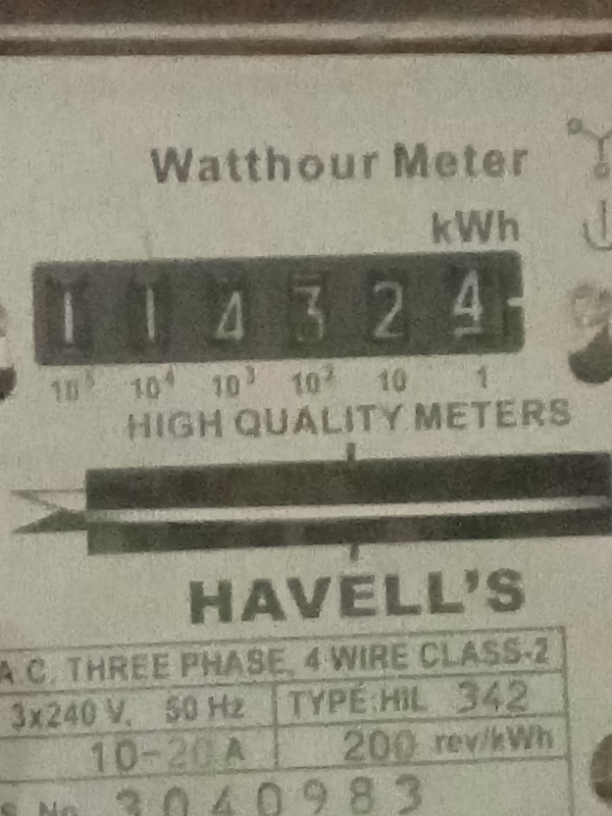 Watthour Meter
kWh
1 1 4 3 2 4
10⁵ 10⁴ 10³ 10² 10 1
HIGH QUALITY METERS
HAVELL'S
A C, THREE PHASE, 4 WIRE CLASS-2
3x240 V, 50 Hz TYPE:HIL 342
10-20 A 200 rev/kWh
S. No. 3040983